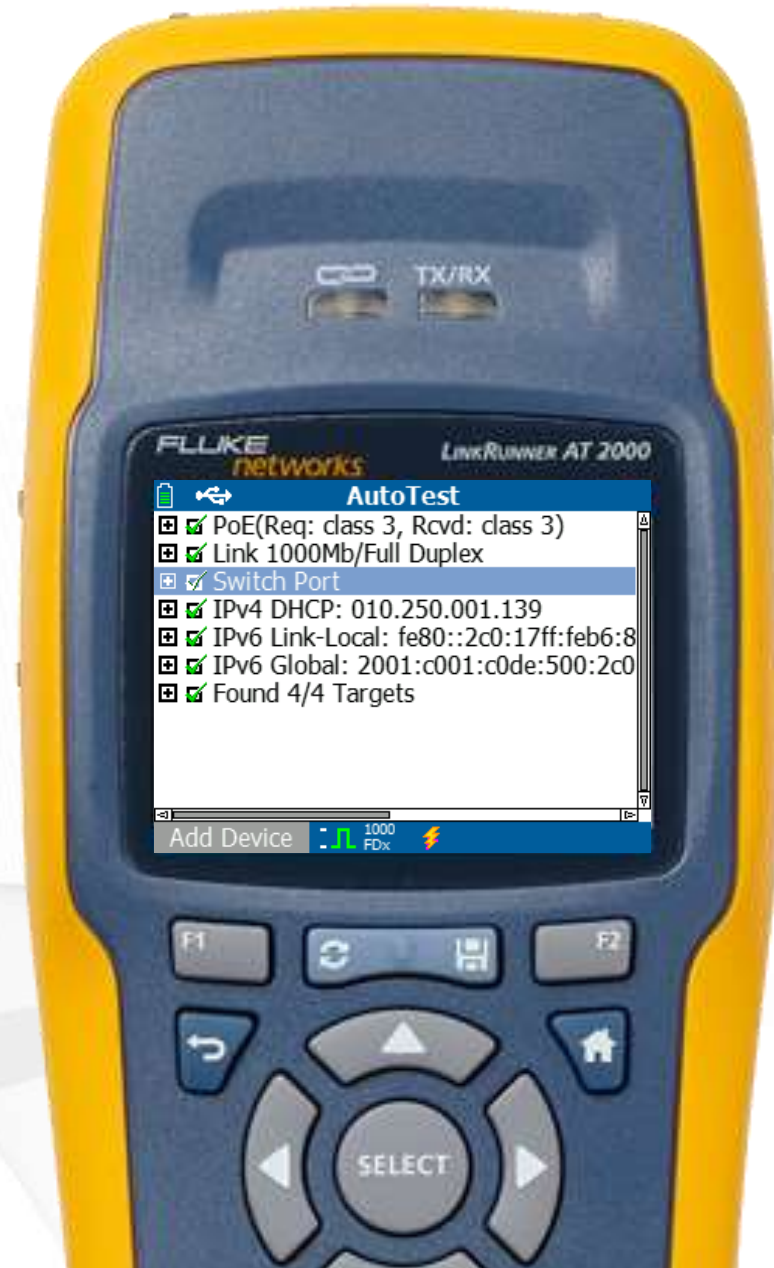 TX/RX
FLUKE
networks
LINKRUNNER AT 2000
AutoTest
PoE(Req: class 3, Rcvd: class 3)
Link 1000Mb/Full Duplex
Switch Port
IPv4 DHCP: 010.250.001.139
IPv6 Link-Local: fe80::2c0:17ff:feb6:8
IPv6 Global: 2001:c001:c0de:500:2c0
Found 4/4 Targets
Add Device
1000
FDx
F1
F2
SELECT